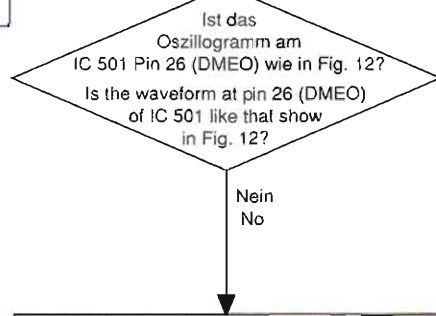 Ist das
Oszillogramm am
IC 501 Pin 26 (DMEO) wie in Fig. 12?
Is the waveform at pin 26 (DMEO)
of IC 501 like that show
in Fig. 12?
Nein
No